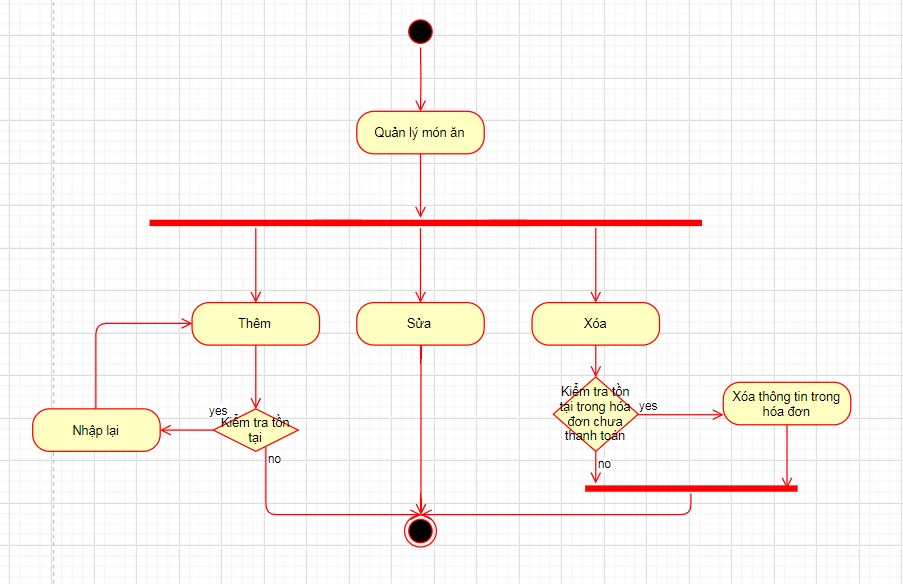 Quản lý món ăn
Thêm
Sửa
Xóa
Kiểm tra tồn
tại trong hóa
đơn chưa
thanh toán
yes
Xóa thông tin trong
hóa đơn
no
yes
Kiểm tra tồn
tại
Nhập lại
no